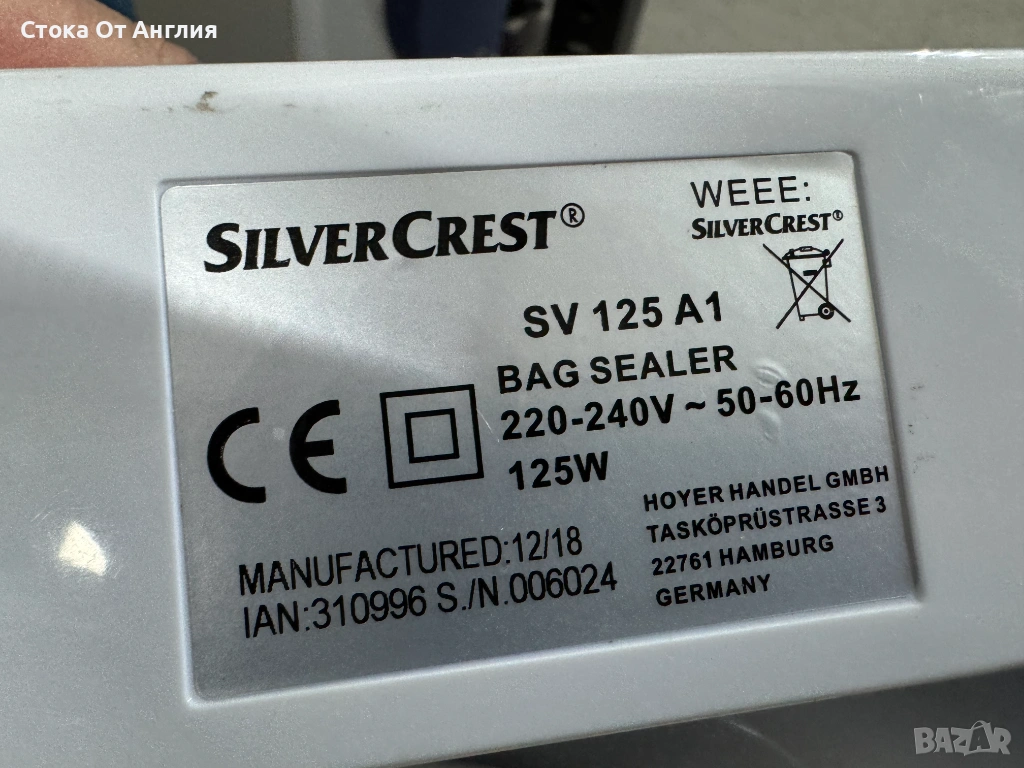 Стока От Англия
SILVERCREST®
WEEE:
SILVERCREST®
SV 125 A1
BAG SEALER
220-240V ~ 50-60Hz
125W
CE
HOYER HANDEL GMBH
TASKÖPRÜSTRASSE 3
22761 HAMBURG
GERMANY
MANUFACTURED:12/18
IAN:310996 S./N.006024
BAZAR